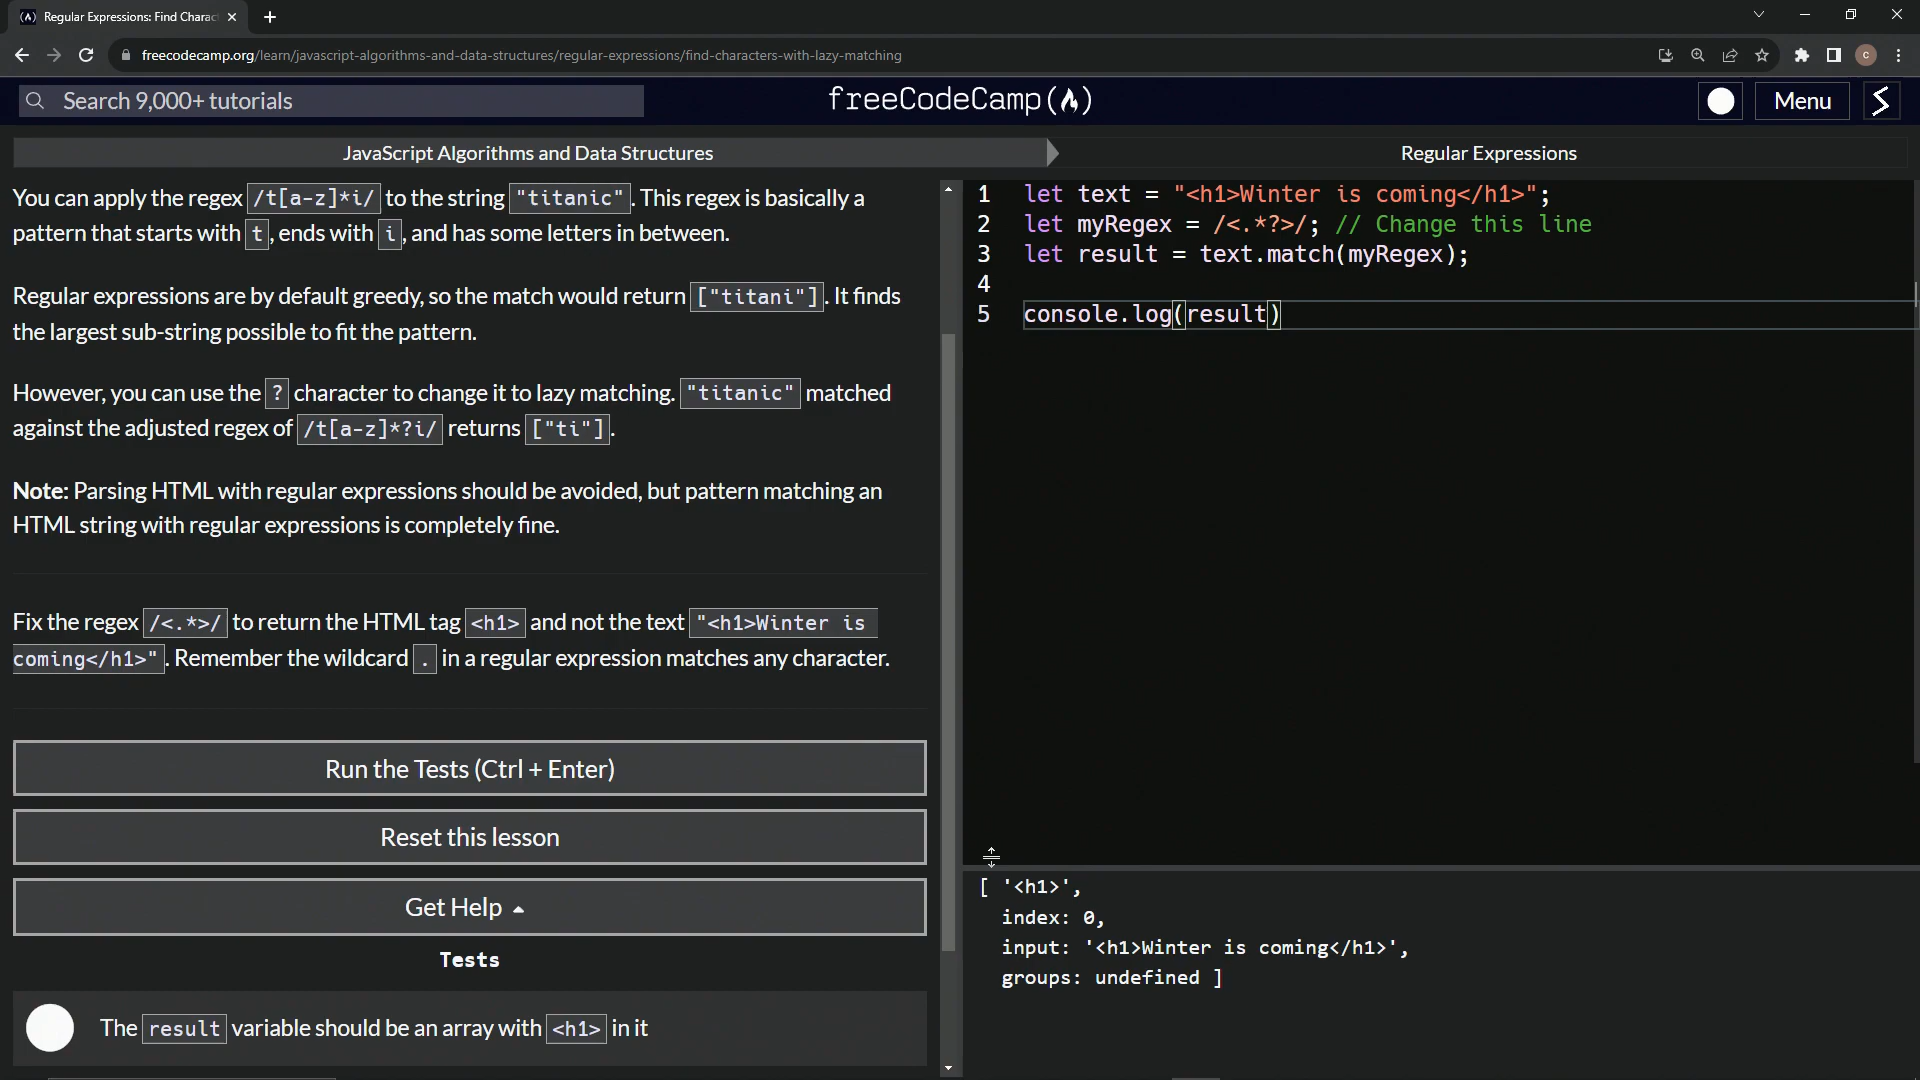 Regular Expressions: Find Charac
freecodecamp.org/learn/javascript-algorithms-and-data-structures/regular-expressions/find-characters-with-lazy-matching
c
Search 9,000+ tutorials
freeCodeCamp
Menu
JavaScript Algorithms and Data Structures
Regular Expressions
You can apply the regex /t[a-z]*i/ to the string "titanic". This regex is basically a
pattern that starts with t, ends with i, and has some letters in between.
Regular expressions are by default greedy, so the match would return ["titani"]. It finds
the largest sub-string possible to fit the pattern.
However, you can use the ? character to change it to lazy matching. "titanic" matched
against the adjusted regex of /t[a-z]*?i/ returns ["ti"].
Note: Parsing HTML with regular expressions should be avoided, but pattern matching an
HTML string with regular expressions is completely fine.
Fix the regex /<.*>/ to return the HTML tag <h1> and not the text "<h1>Winter is
coming</h1>". Remember the wildcard . in a regular expression matches any character.
Run the Tests (Ctrl + Enter)
Reset this lesson
Get Help
Tests
The result variable should be an array with <h1> in it
1 let text = "<h1>Winter is coming</h1>";
2 let myRegex = /<.*?>/; // Change this line
3 let result = text.match(myRegex);
4
5 console.log(result)
[ '<h1>',
index: 0,
input: '<h1>Winter is coming</h1>',
groups: undefined ]